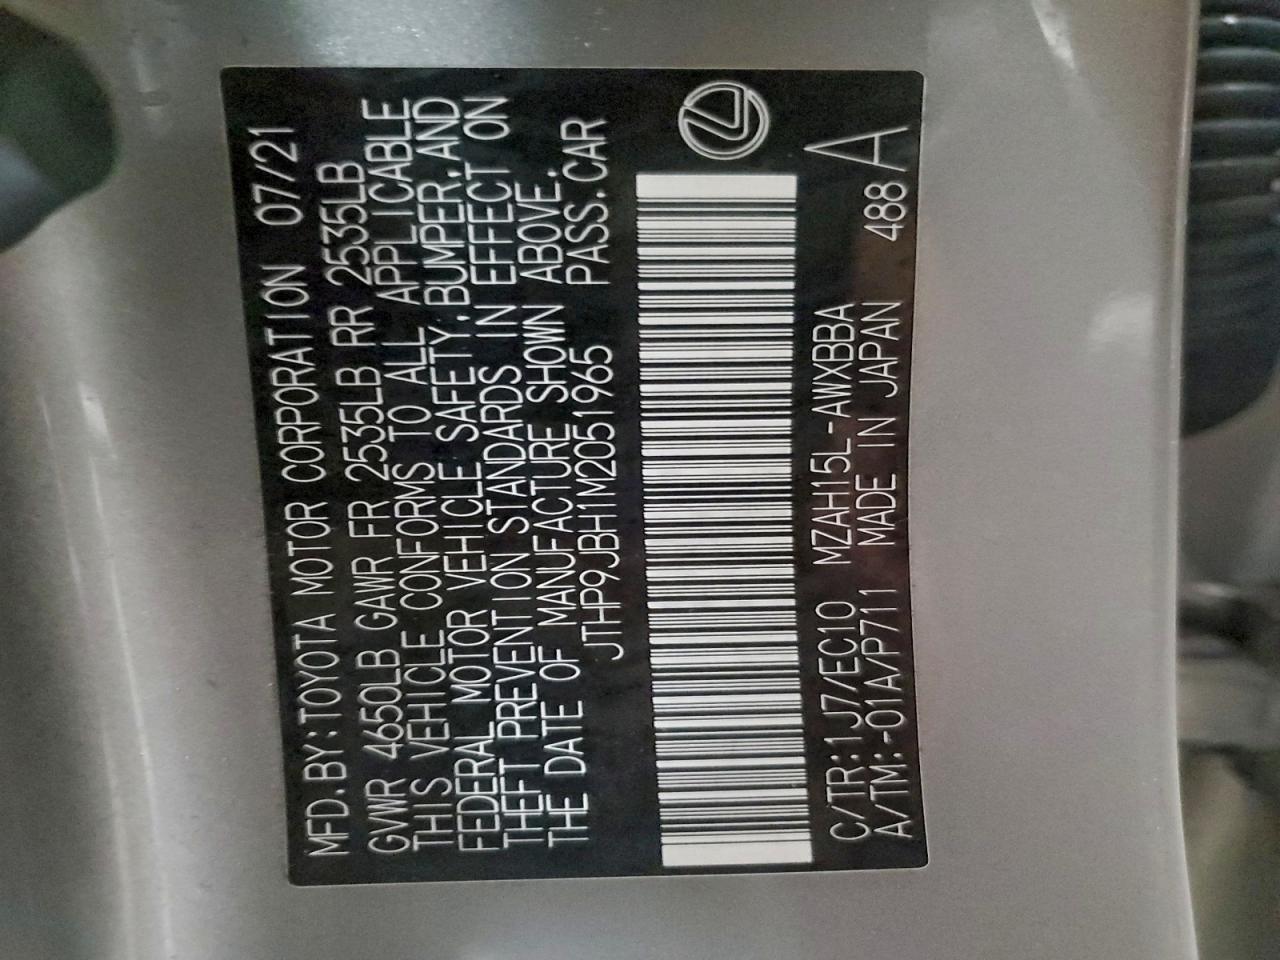 MFD.BY:TOYOTA MOTOR CORPORATION 07/21
GVWR 4650LB GAWR FR 2535LB RR 2535LB
THIS VEHICLE CONFORMS TO ALL APPLICABLE
FEDERAL MOTOR VEHICLE SAFETY,BUMPER,AND
THEFT PREVENTION STANDARDS IN EFFECT ON
THE DATE OF MANUFACTURE SHOWN ABOVE.
JTHP9JBH1M2051965 PASS.CAR
C/TR:1J7/EC10 MZAH15L-AWXBBA
A/TM:-01A/P711 MADE IN JAPAN 488 A